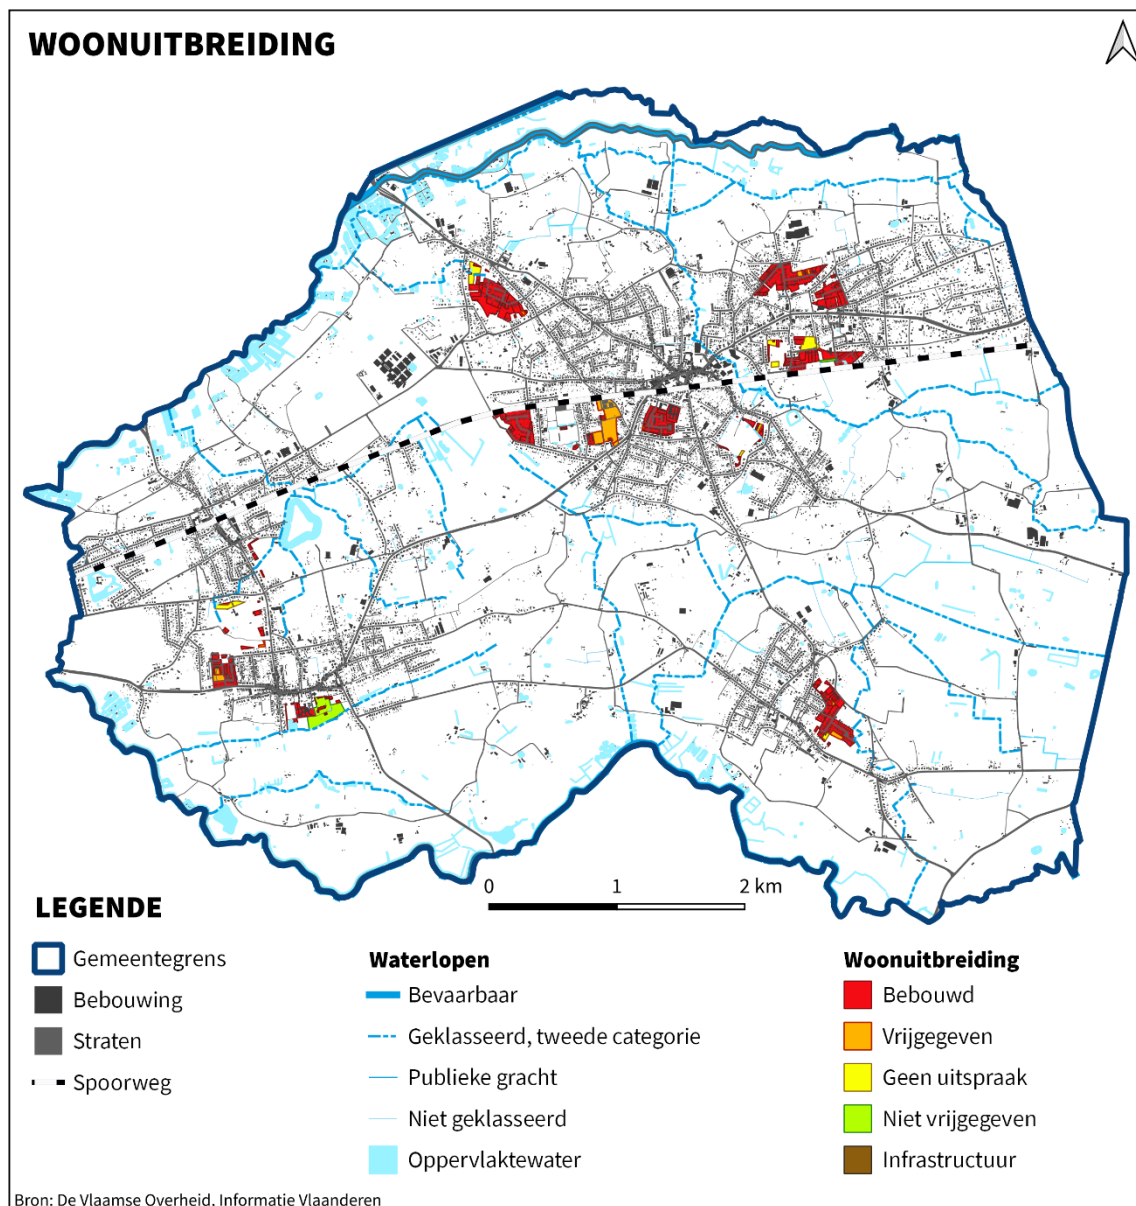 WOONUITBREIDING
0 1 2 km
LEGENDE
Gemeentegrens
Bebouwing
Straten
Spoorweg
Waterlopen
Bevaarbaar
Geklasseerd, tweede categorie
Publieke gracht
Niet geklasseerd
Oppervlaktewater
Woonuitbreiding
Bebouwd
Vrijgegeven
Geen uitspraak
Niet vrijgegeven
Infrastructuur
Bron: De Vlaamse Overheid, Informatie Vlaanderen